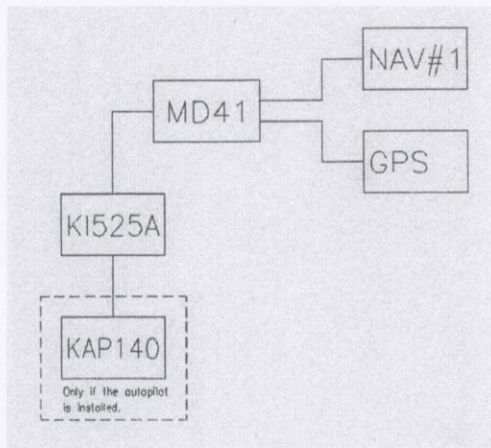 NAV#1
MD41
GPS
KI525A
KAP140
Only if the autopilot
is installed.